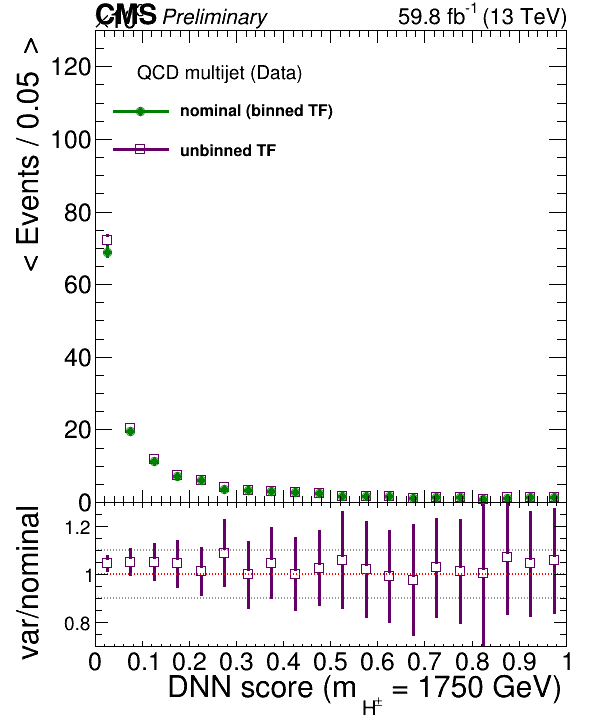 CMS Preliminary 59.8 fb⁻¹ (13 TeV)
< Events / 0.05 >
120
100
80
60
40
20
0
QCD multijet (Data)
nominal (binned TF)
unbinned TF
var/nominal
1.2
1
0.8
0 0.1 0.2 0.3 0.4 0.5 0.6 0.7 0.8 0.9 1
DNN score (m_H± = 1750 GeV)